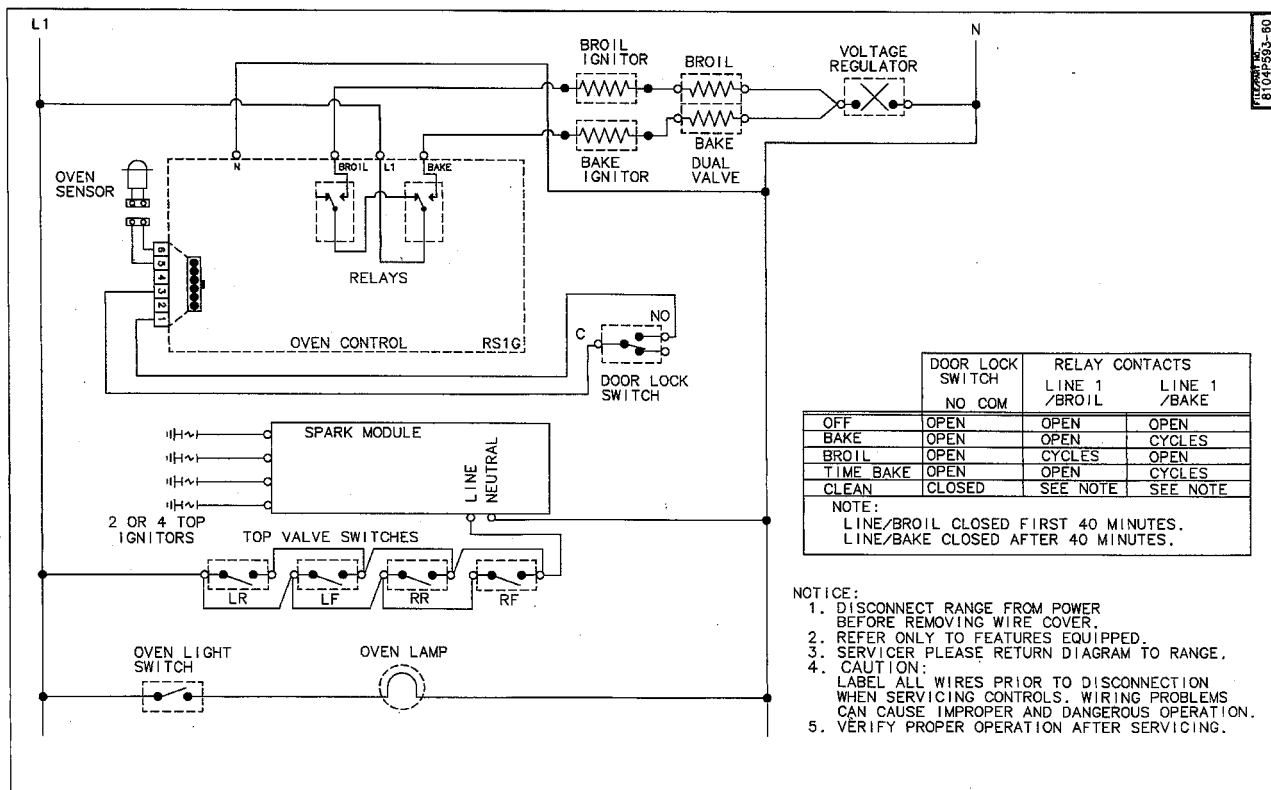 L1
N
FILE/PART NO.
8104P593-60
BROIL
IGNITOR
BROIL
VOLTAGE
REGULATOR
BAKE
IGNITOR
BAKE
DUAL
VALVE
OVEN
SENSOR
N
BROIL
L1
BAKE
RELAYS
6
5
4
3
2
1
OVEN CONTROL
RS1G
C
NO
DOOR LOCK
SWITCH
SPARK MODULE
LINE
NEUTRAL
2 OR 4 TOP
IGNITORS
TOP VALVE SWITCHES
LR
LF
RR
RF
OVEN LIGHT
SWITCH
OVEN LAMP
DOOR LOCK
SWITCH
NO COM
RELAY CONTACTS
LINE 1
/BROIL
LINE 1
/BAKE
OFF OPEN OPEN OPEN
BAKE OPEN OPEN CYCLES
BROIL OPEN CYCLES OPEN
TIME BAKE OPEN OPEN CYCLES
CLEAN CLOSED SEE NOTE SEE NOTE
NOTE:
LINE/BROIL CLOSED FIRST 40 MINUTES.
LINE/BAKE CLOSED AFTER 40 MINUTES.
NOTICE:
1. DISCONNECT RANGE FROM POWER
BEFORE REMOVING WIRE COVER.
2. REFER ONLY TO FEATURES EQUIPPED.
3. SERVICER PLEASE RETURN DIAGRAM TO RANGE.
4. CAUTION:
LABEL ALL WIRES PRIOR TO DISCONNECTION
WHEN SERVICING CONTROLS. WIRING PROBLEMS
CAN CAUSE IMPROPER AND DANGEROUS OPERATION.
5. VERIFY PROPER OPERATION AFTER SERVICING.